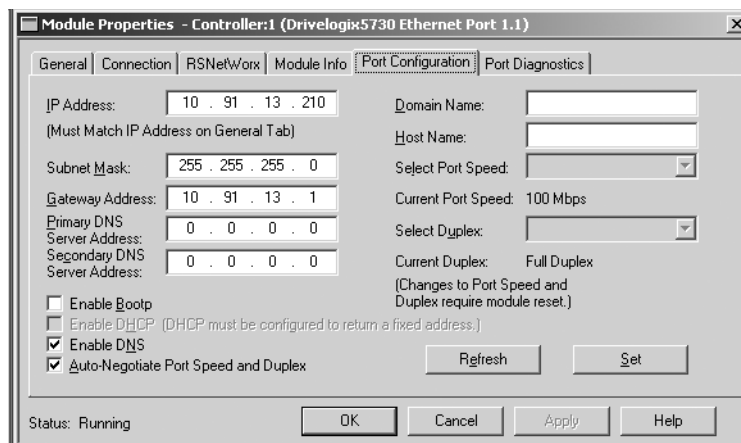 Module Properties - Controller:1 (Drivelogix5730 Ethernet Port 1.1)
General
Connection
RSNetWorx
Module Info
Port Configuration
Port Diagnostics
IP Address: 10 . 91 . 13 . 210
(Must Match IP Address on General Tab)
Subnet Mask: 255 . 255 . 255 . 0
Gateway Address: 10 . 91 . 13 . 1
Primary DNS
Server Address: 0 . 0 . 0 . 0
Secondary DNS
Server Address: 0 . 0 . 0 . 0
Domain Name:
Host Name:
Select Port Speed:
Current Port Speed: 100 Mbps
Select Duplex:
Current Duplex: Full Duplex
(Changes to Port Speed and
Duplex require module reset.)
Enable Bootp
Enable DHCP (DHCP must be configured to return a fixed address.)
Enable DNS
Auto-Negotiate Port Speed and Duplex
Refresh
Set
Status: Running
OK
Cancel
Apply
Help